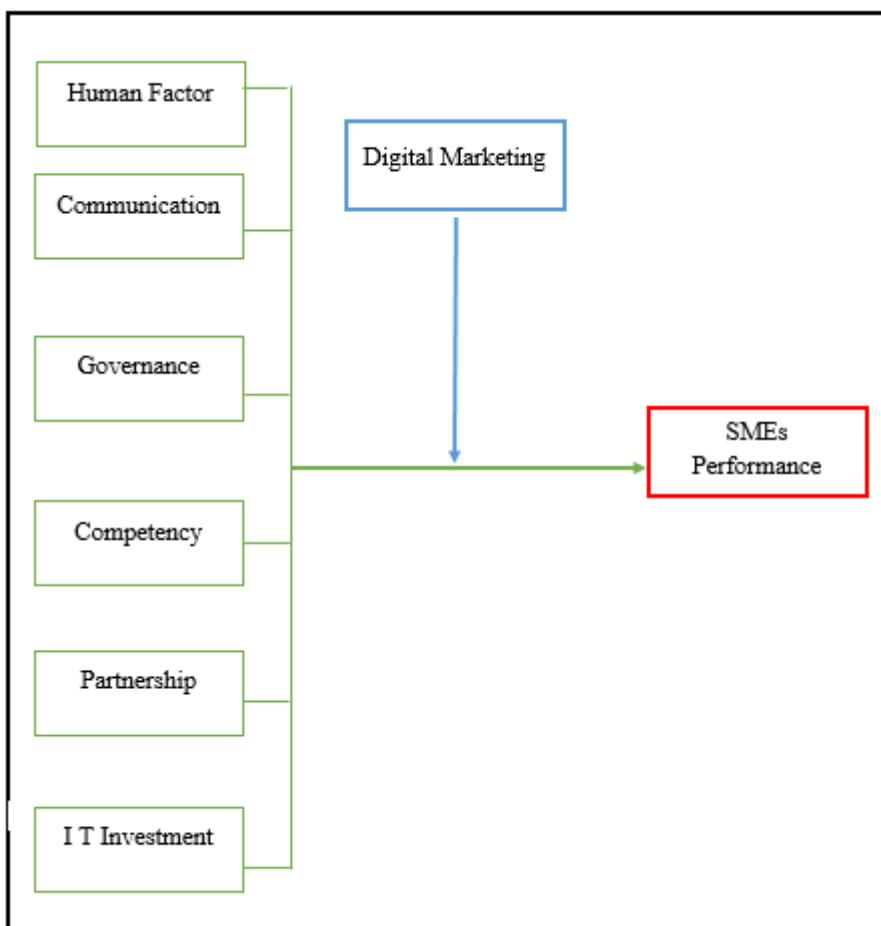 Human Factor
Digital Marketing
Communication
Governance
SMEs
Performance
Competency
Partnership
I T Investment